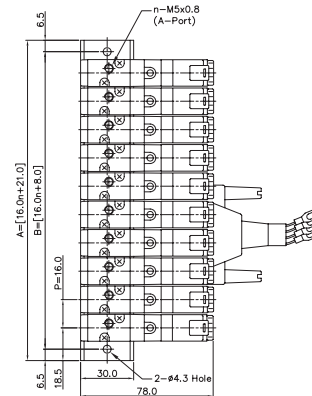 n-M5x0.8
(A-Port)
6.5
A=[16.0n+21.0]
B=[16.0n+8.0]
P=16.0
6.5
18.5
30.0
2-ø4.3 Hole
78.0